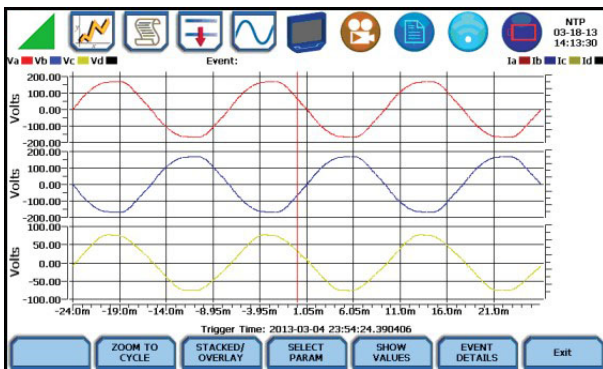 NTP
03-18-13
14:13:30
Va Vb Vc Vd Event: Ia Ib Ic Id
200.00
100.00
0.00
-100.00
-200.00
Volts
200.00
100.00
0.00
-100.00
-200.00
Volts
100.00
50.00
0.00
-50.00
-100.00
Volts
-24.0m -19.0m -14.0m -8.95m -3.95m 1.05m 6.05m 11.0m 16.0m 21.0m
Trigger Time: 2013-03-04 23:54:24.390406
ZOOM TO CYCLE STACKED/ OVERLAY SELECT PARAM SHOW VALUES EVENT DETAILS Exit